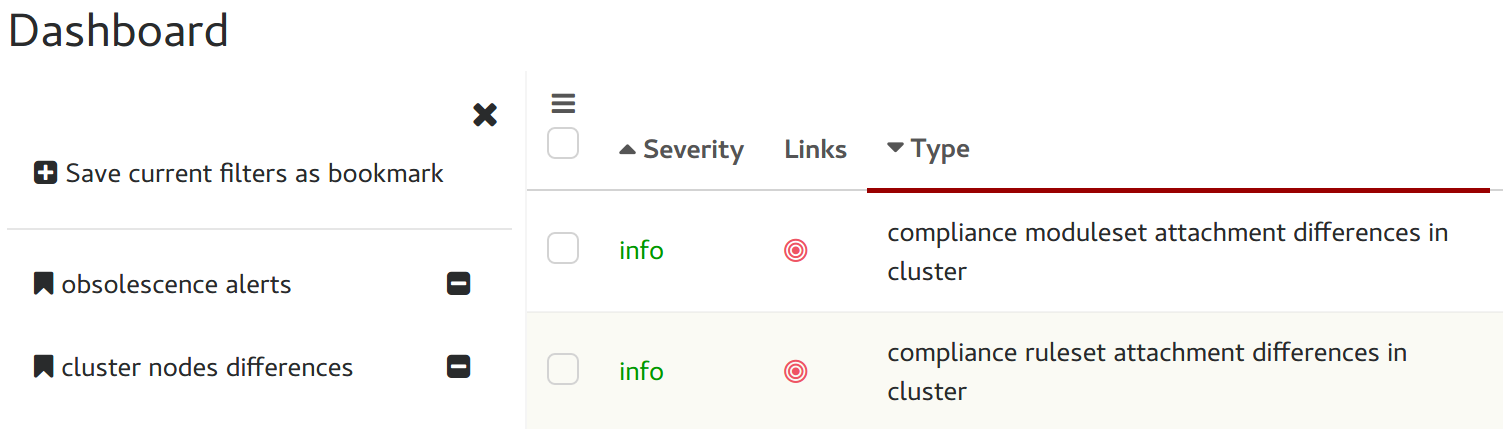 Dashboard
Save current filters as bookmark
obsolescence alerts
cluster nodes differences
Severity Links Type
info compliance moduleset attachment differences in
cluster
info compliance ruleset attachment differences in
cluster